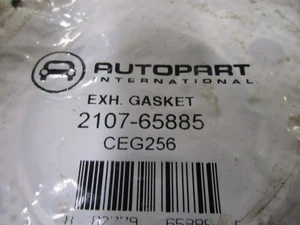 AUTOPART
INTERNATIONAL
EXH. GASKET
2107-65885
CEG256